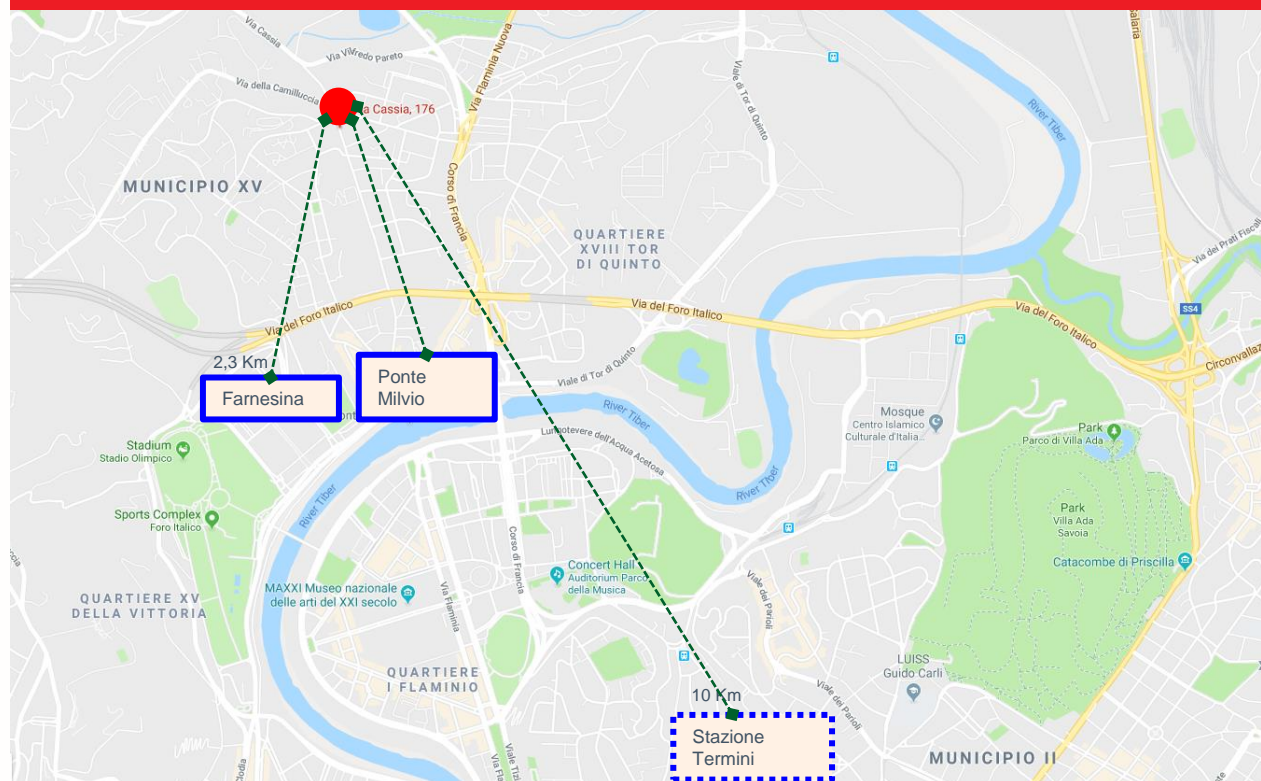 Via Cassia
Via Vilfredo Pareto
Via Flaminia Nuova
Viale di Tor di Quinto
Salaria
River Tiber
Via della Camilluccia
a Cassia, 176
MUNICIPIO XV
Corso di Francia
QUARTIERE
XVIII TOR
DI QUINTO
Via dei Prati Fiscali
Via del Foro Italico
Via del Foro Italico
Via del Foro Italico
SS4
Circonvallaz
2,3 Km
Farnesina
Ponte
Milvio
Viale di Tor di Quinto
River Tiber
Lungotevere dell'Acqua Acetosa
Mosque
Centro Islamico
Culturale d'Italia...
Park
Parco di Villa Ada
Stadium
Stadio Olimpico
River Tiber
River Tiber
Sports Complex
Foro Italico
Park
Villa Ada
Savoia
Corso di Francia
Concert Hall
Auditorium Parco
della Musica
Catacombe di Priscilla
MAXXI Museo nazionale
delle arti del XXI secolo
Via Flaminia
Viale dei Parioli
QUARTIERE XV
DELLA VITTORIA
QUARTIERE
I FLAMINIO
LUISS
Guido Carli
10 Km
Viale dei Parioli
Stazione
Termini
MUNICIPIO II
Viale Tizi